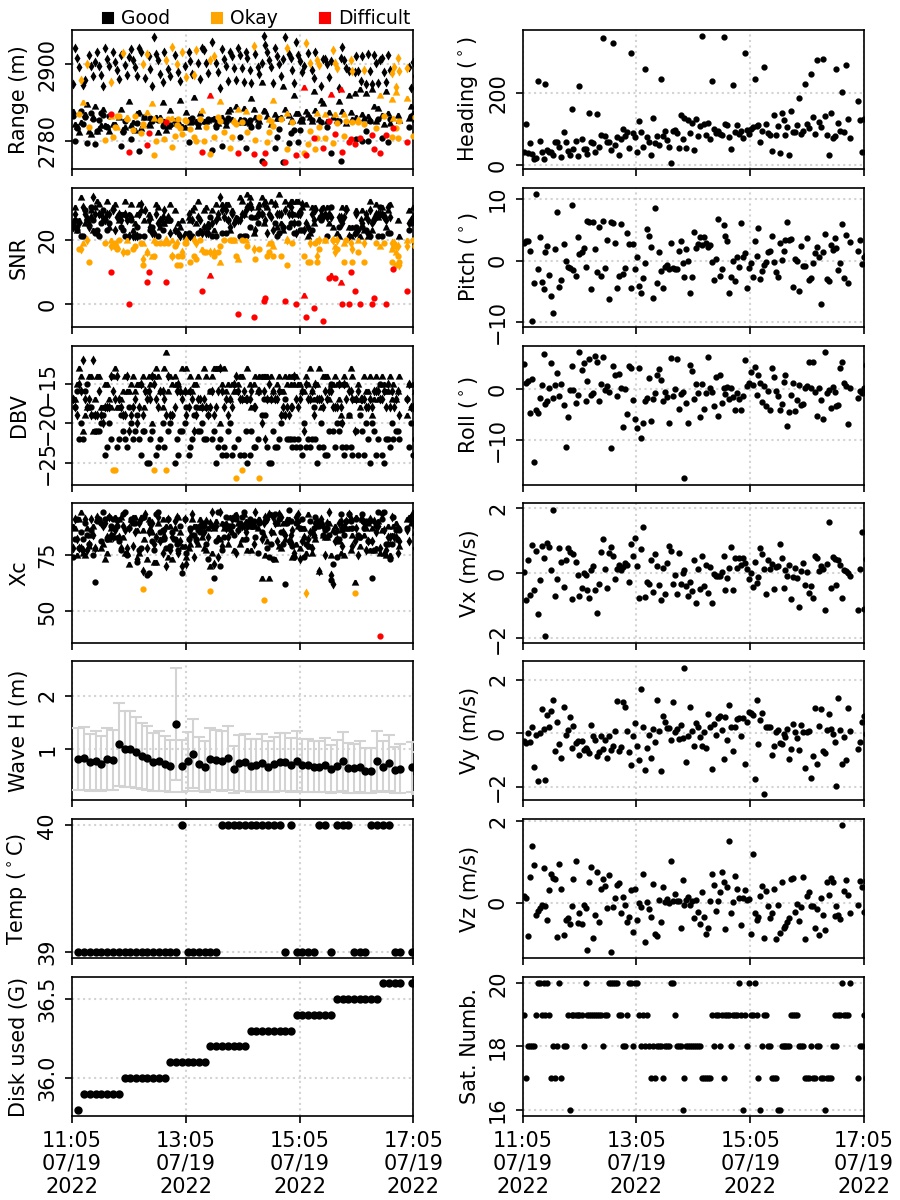 Good Okay Difficult
Range (m)
2900
2780
Heading (°)
200
0
SNR
20
0
Pitch (°)
10
0
−10
DBV
−15
−20
−25
Roll (°)
0
−10
Xc
75
50
Vx (m/s)
2
0
−2
Wave H (m)
2
1
Vy (m/s)
2
0
−2
Temp (°C)
40
39
Vz (m/s)
2
0
Disk used (G)
36.5
36.0
Sat. Numb.
20
18
16
11:05 13:05 15:05 17:05 11:05 13:05 15:05 17:05
07/19 07/19 07/19 07/19 07/19 07/19 07/19 07/19
2022 2022 2022 2022 2022 2022 2022 2022